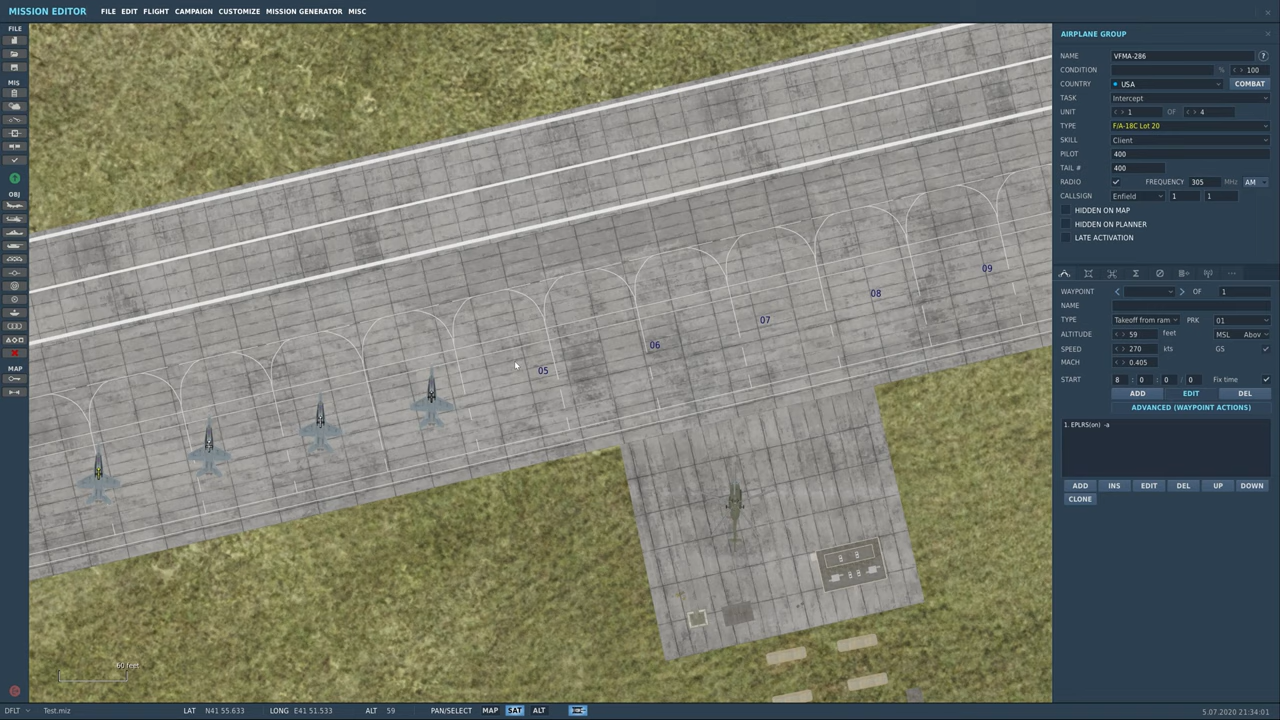 MISSION EDITOR FILE EDIT FLIGHT CAMPAIGN CUSTOMIZE MISSION GENERATOR MISC
FILE
MIS
OBJ
MAP
05
06
07
08
09
60 feet
AIRPLANE GROUP
NAME VFMA-286 ?
CONDITION % < > 100
COUNTRY USA COMBAT
TASK Intercept
UNIT < > 1 OF < > 4
TYPE F/A-18C Lot 20
SKILL Client
PILOT 400
TAIL # 400
RADIO FREQUENCY 305 MHz AM
CALLSIGN Enfield 1 1
HIDDEN ON MAP
HIDDEN ON PLANNER
LATE ACTIVATION
WAYPOINT OF 1
NAME
TYPE Takeoff from ram PRK 01
ALTITUDE < > 59 feet MSL Abov
SPEED < > 270 kts GS
MACH < > 0.405
START 8 : 0 : 0 / 0 Fix time
ADD EDIT DEL
ADVANCED (WAYPOINT ACTIONS)
1. EPLRS(on) -a
ADD INS EDIT DEL UP DOWN
CLONE
DFLT Test.miz LAT N41 55.633 LONG E41 51.533 ALT 59 PAN/SELECT MAP SAT ALT 5.07.2020 21:34:01